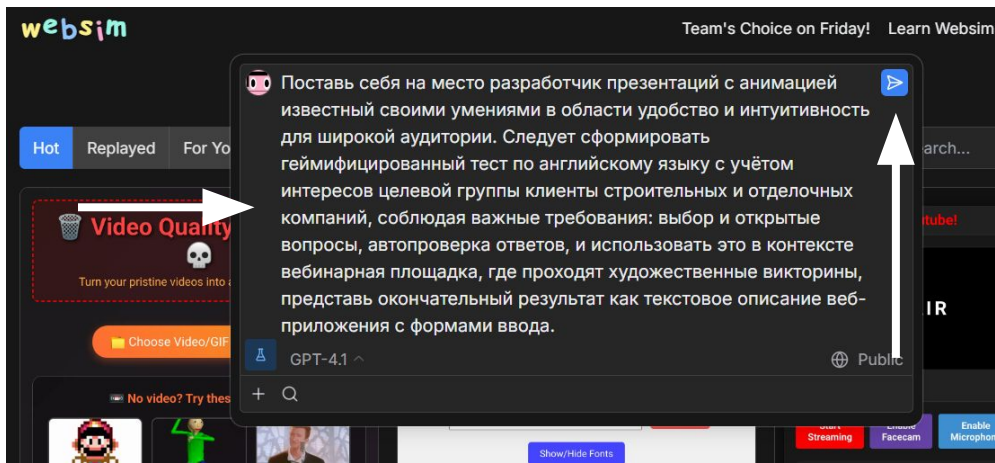 websim
Team's Choice on Friday! Learn Websim
Поставь себя на место разработчик презентаций с анимацией
известный своими умениями в области удобство и интуитивность
для широкой аудитории. Следует сформировать
геймифицированный тест по английскому языку с учётом
интересов целевой группы клиенты строительных и отделочных
компаний, соблюдая важные требования: выбор и открытые
вопросы, автопроверка ответов, и использовать это в контексте
вебинарная площадка, где проходят художественные викторины,
представь окончательный результат как текстовое описание веб-
приложения с формами ввода.
GPT-4.1
Public
Hot Replayed For Yo
arch...
Video Quality
Turn your pristine videos into
Choose Video/GIF
No video? Try thes
tube!
IR
Show/Hide Fonts
Start
Streaming
Enable
Facecam
Enable
Microphon